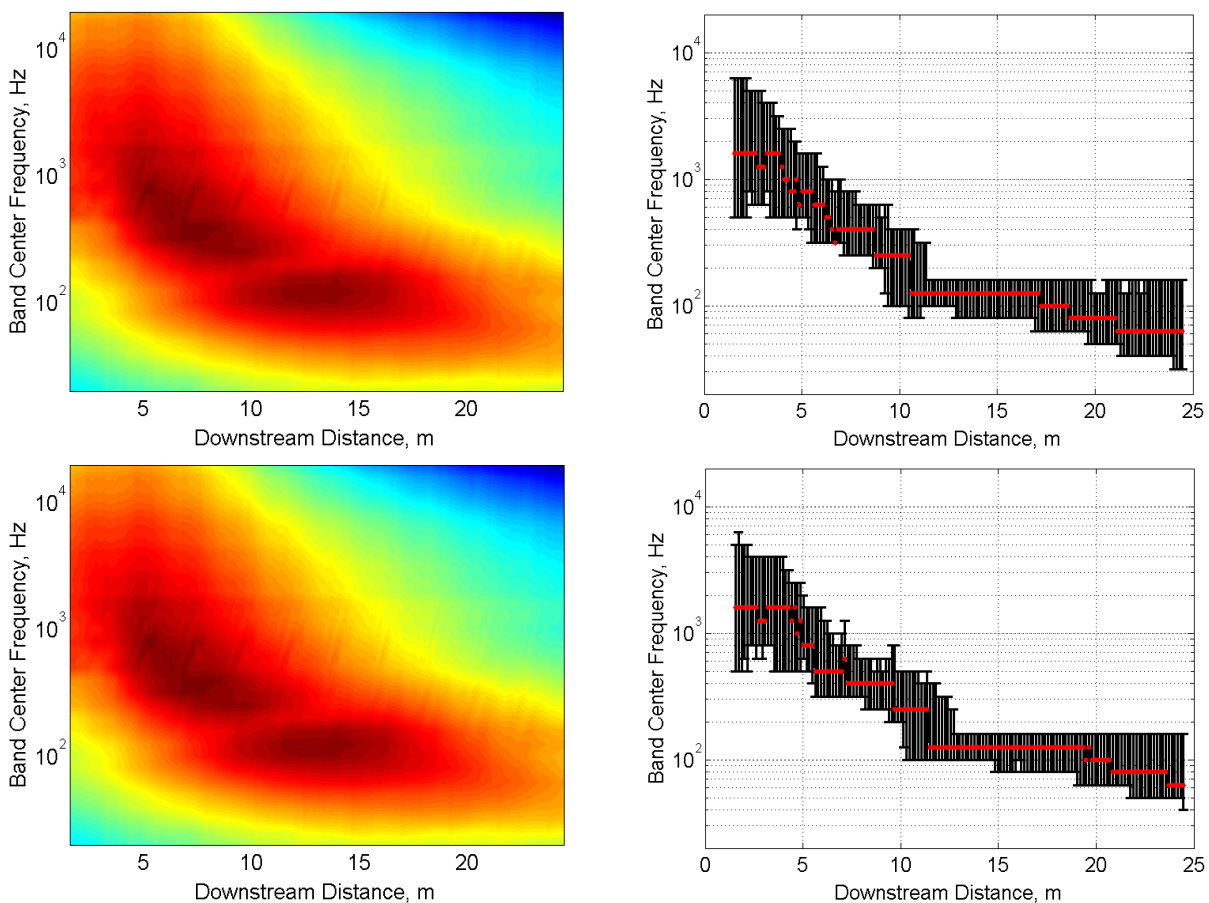 Band Center Frequency, Hz
10^4
10^3
10^2
5 10 15 20
Downstream Distance, m
Band Center Frequency, Hz
10^4
10^3
10^2
0 5 10 15 20 25
Downstream Distance, m
Band Center Frequency, Hz
10^4
10^3
10^2
5 10 15 20
Downstream Distance, m
Band Center Frequency, Hz
10^4
10^3
10^2
0 5 10 15 20 25
Downstream Distance, m